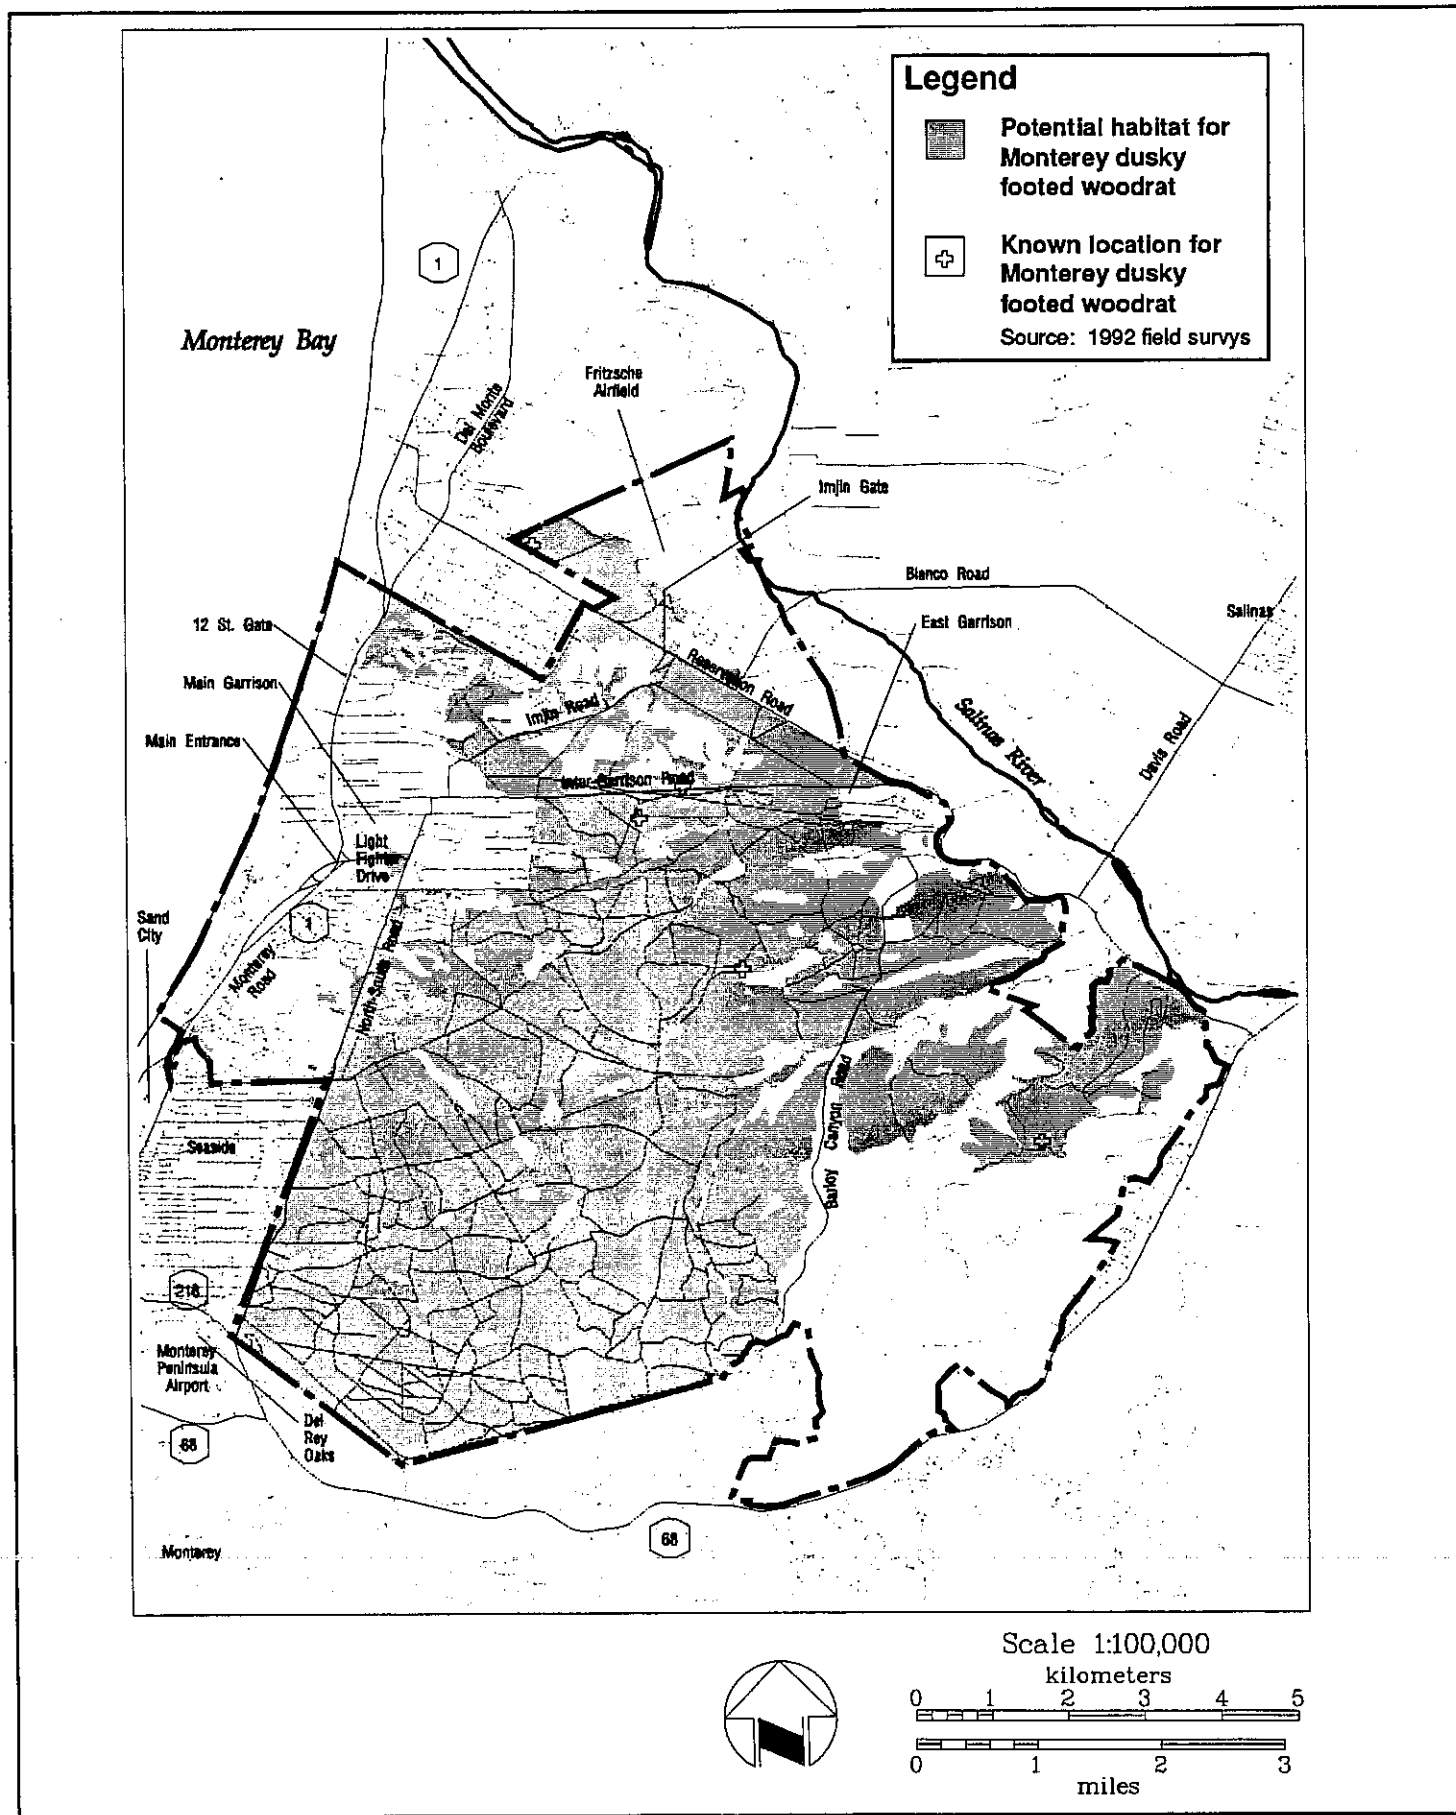 Legend
Potential habitat for
Monterey dusky
footed woodrat
Known location for
Monterey dusky
footed woodrat
Source: 1992 field survys
1
Monterey Bay
Fritzsche
Airfield
Del Monte
Boulevard
Imjin Gate
Blanco Road
Salinas
12 St. Gate
East Garrison
Main Garrison
Reservation Road
Imjin Road
Salinas River
Davis Road
Main Entrance
Inter-Garrison Road
Light
Fighter
Drive
Sand
City
1
Monterey
Road
North-South Road
Barloy Canyon Road
Seaside
218
Monterey
Peninsula
Airport
Del
Rey
Oaks
68
68
Monterey
Scale 1:100,000
kilometers
0 1 2 3 4 5
0 1 2 3
miles